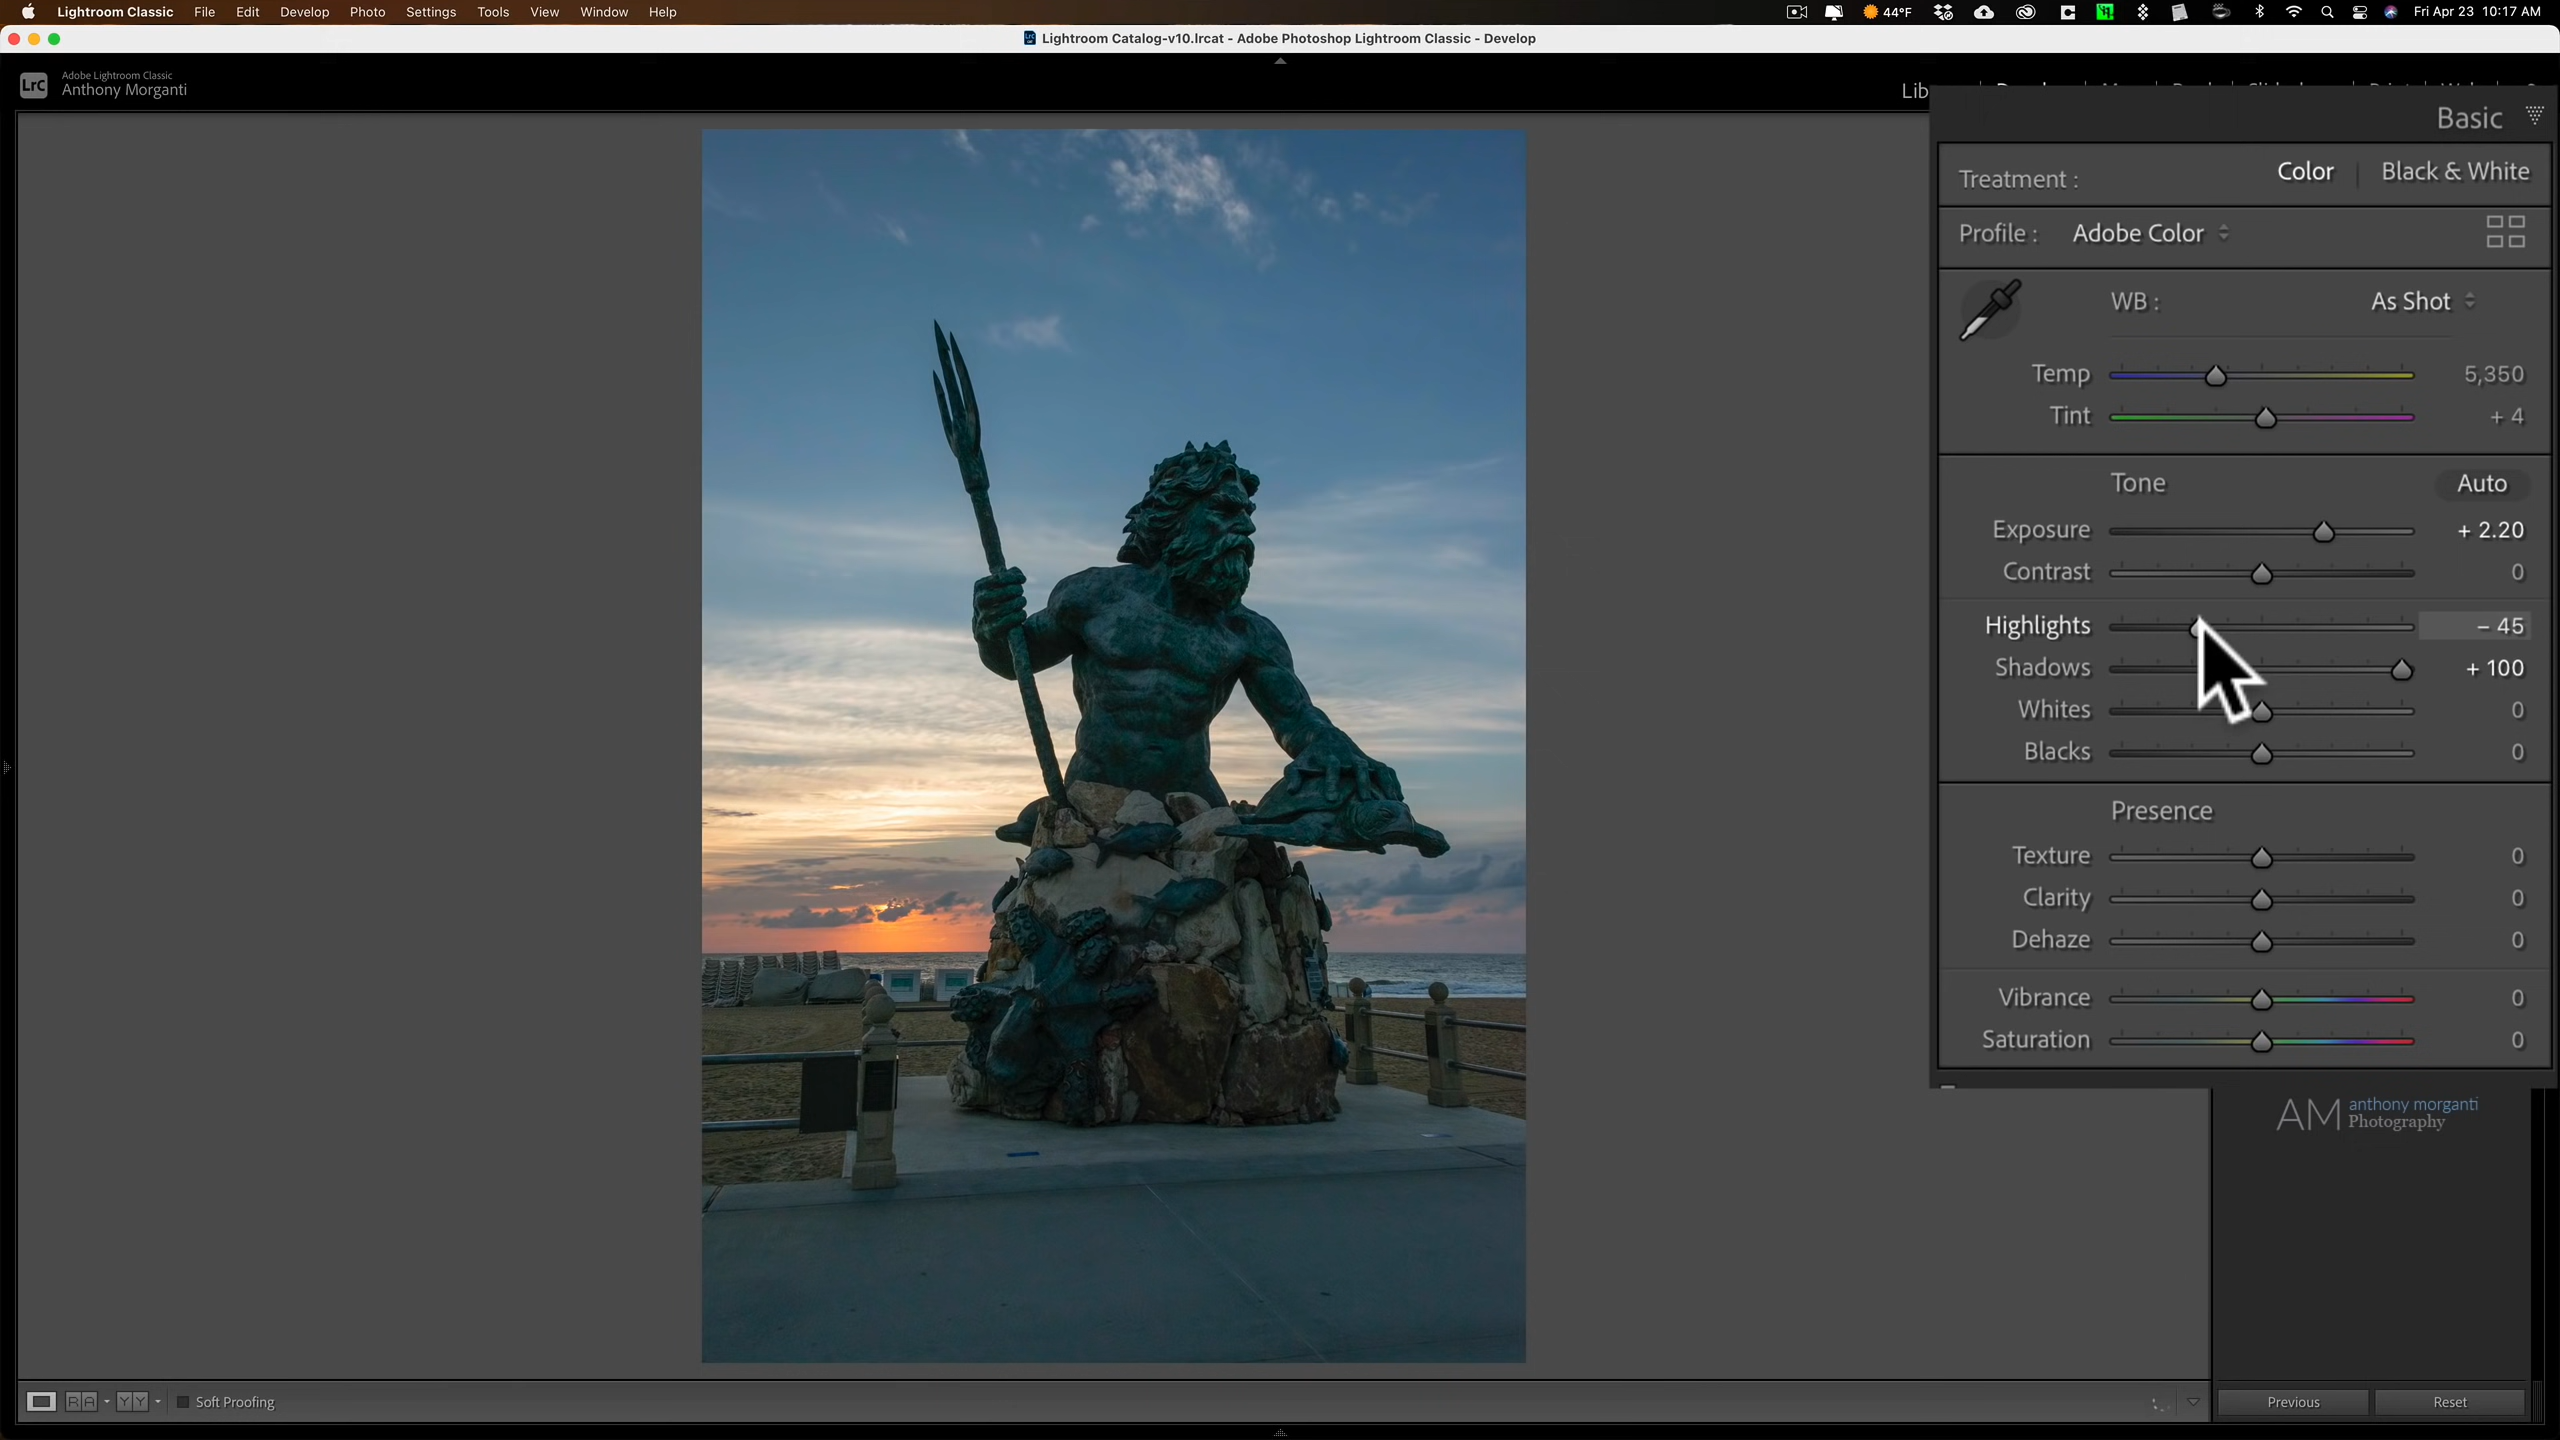 Lightroom Classic File Edit Develop Photo Settings Tools View Window Help 44°F Fri Apr 23 10:17 AM
Lightroom Catalog-v10.lrcat - Adobe Photoshop Lightroom Classic - Develop
LrC
Adobe Lightroom Classic
Anthony Morganti
Basic
Treatment : Color | Black & White
Profile : Adobe Color
WB : As Shot
Temp 5,350
Tint + 4
Tone Auto
Exposure + 2.20
Contrast 0
Highlights – 45
Shadows + 100
Whites 0
Blacks 0
Presence
Texture 0
Clarity 0
Dehaze 0
Vibrance 0
Saturation 0
AM anthony morganti
Photography
RA YY Soft Proofing Previous Reset